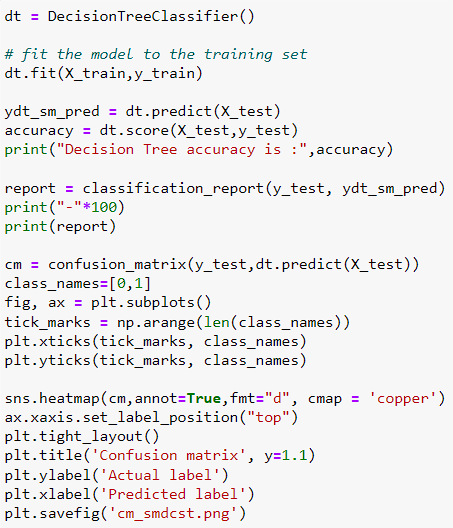 dt = DecisionTreeClassifier()
# fit the model to the training set
dt.fit(X_train,y_train)
ydt_sm_pred = dt.predict(X_test)
accuracy = dt.score(X_test,y_test)
print("Decision Tree accuracy is :",accuracy)
report = classification_report(y_test, ydt_sm_pred)
print("-"*100)
print(report)
cm = confusion_matrix(y_test,dt.predict(X_test))
class_names=[0,1]
fig, ax = plt.subplots()
tick_marks = np.arange(len(class_names))
plt.xticks(tick_marks, class_names)
plt.yticks(tick_marks, class_names)
sns.heatmap(cm,annot=True,fmt="d", cmap = 'copper')
ax.xaxis.set_label_position("top")
plt.tight_layout()
plt.title('Confusion matrix', y=1.1)
plt.ylabel('Actual label')
plt.xlabel('Predicted label')
plt.savefig('cm_smdcst.png')